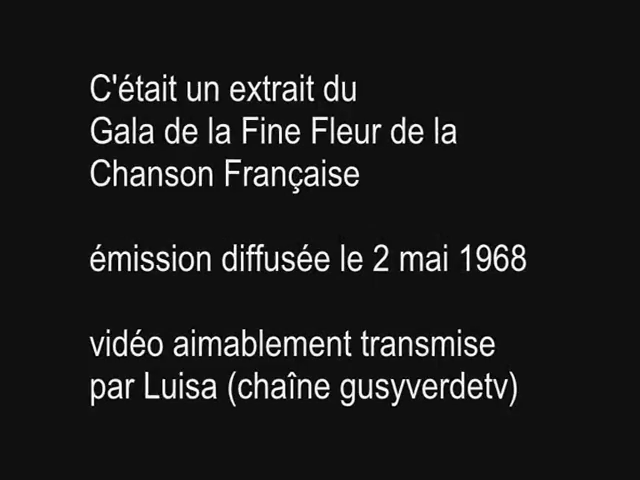 C'était un extrait du
Gala de la Fine Fleur de la
Chanson Française
émission diffusée le 2 mai 1968
vidéo aimablement transmise
par Luisa (chaîne gusyverdetv)